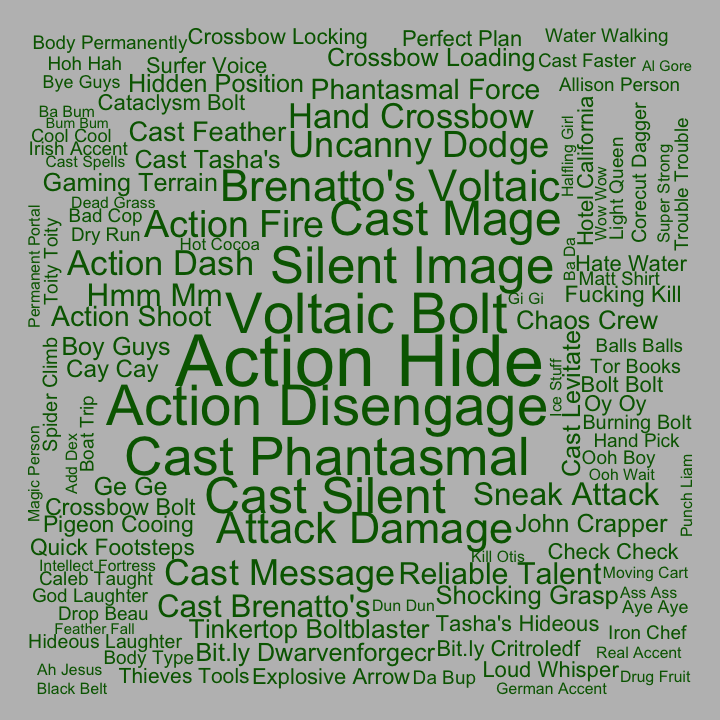 Body Permanently
Crossbow Locking
Perfect Plan
Water Walking
Hoh Hah
Surfer Voice
Crossbow Loading
Cast Faster
Al Gore
Bye Guys
Hidden Position
Phantasmal Force
Allison Person
Cataclysm Bolt
Ba Bum
Bum Bum
Hand Crossbow
Cool Cool
Cast Feather
Uncanny Dodge
Irish Accent
Cast Spells
Cast Tasha's
Halfling Girl
Hotel California
Wow Wow
Light Queen
Corecut Dagger
Super Strong
Trouble Trouble
Gaming Terrain
Brenatto's Voltaic
Dead Grass
Bad Cop
Action Fire
Cast Mage
Dry Run
Hot Cocoa
Permanent Portal
Toity Toity
Action Dash
Silent Image
Ba Da
Hate Water
Matt Shirt
Hmm Mm
Voltaic Bolt
Gi Gi
Fucking Kill
Action Shoot
Chaos Crew
Boy Guys
Action Hide
Balls Balls
Cay Cay
Tor Books
Spider Climb
Ice Stuff
Cast Levitate
Bolt Bolt
Action Disengage
Oy Oy
Burning Bolt
Magic Person
Add Dex
Boat Trip
Cast Phantasmal
Hand Pick
Ooh Boy
Ooh Wait
Punch Liam
Ge Ge
Cast Silent
Sneak Attack
Crossbow Bolt
Pigeon Cooing
Attack Damage
John Crapper
Quick Footsteps
Kill Otis
Check Check
Intellect Fortress
Cast Message
Reliable Talent
Moving Cart
Caleb Taught
God Laughter
Shocking Grasp
Ass Ass
Drop Beau
Cast Brenatto's
Dun Dun
Aye Aye
Feather Fall
Tinkertop Boltblaster
Tasha's Hideous
Iron Chef
Hideous Laughter
Body Type
Bit.ly Dwarvenforgecr
Bit.ly Critroledf
Real Accent
Ah Jesus
Thieves Tools
Explosive Arrow
Da Bup
Loud Whisper
Drug Fruit
Black Belt
German Accent